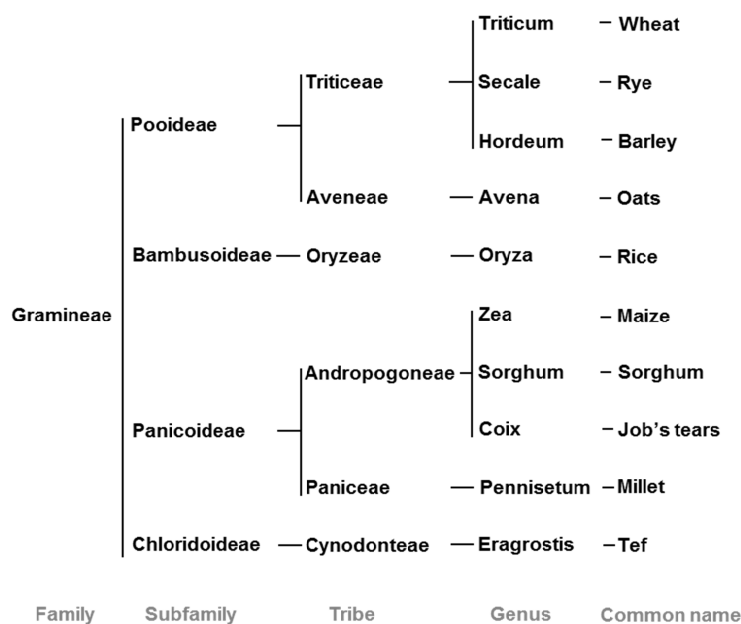 Triticum – Wheat
Triticeae – Secale – Rye
Pooideae
Hordeum – Barley
Aveneae – Avena – Oats
Bambusoideae – Oryzeae – Oryza – Rice
Gramineae
Zea – Maize
Andropogoneae – Sorghum – Sorghum
Panicoideae
Coix – Job's tears
Paniceae – Pennisetum – Millet
Chloridoideae – Cynodonteae – Eragrostis – Tef
Family Subfamily Tribe Genus Common name